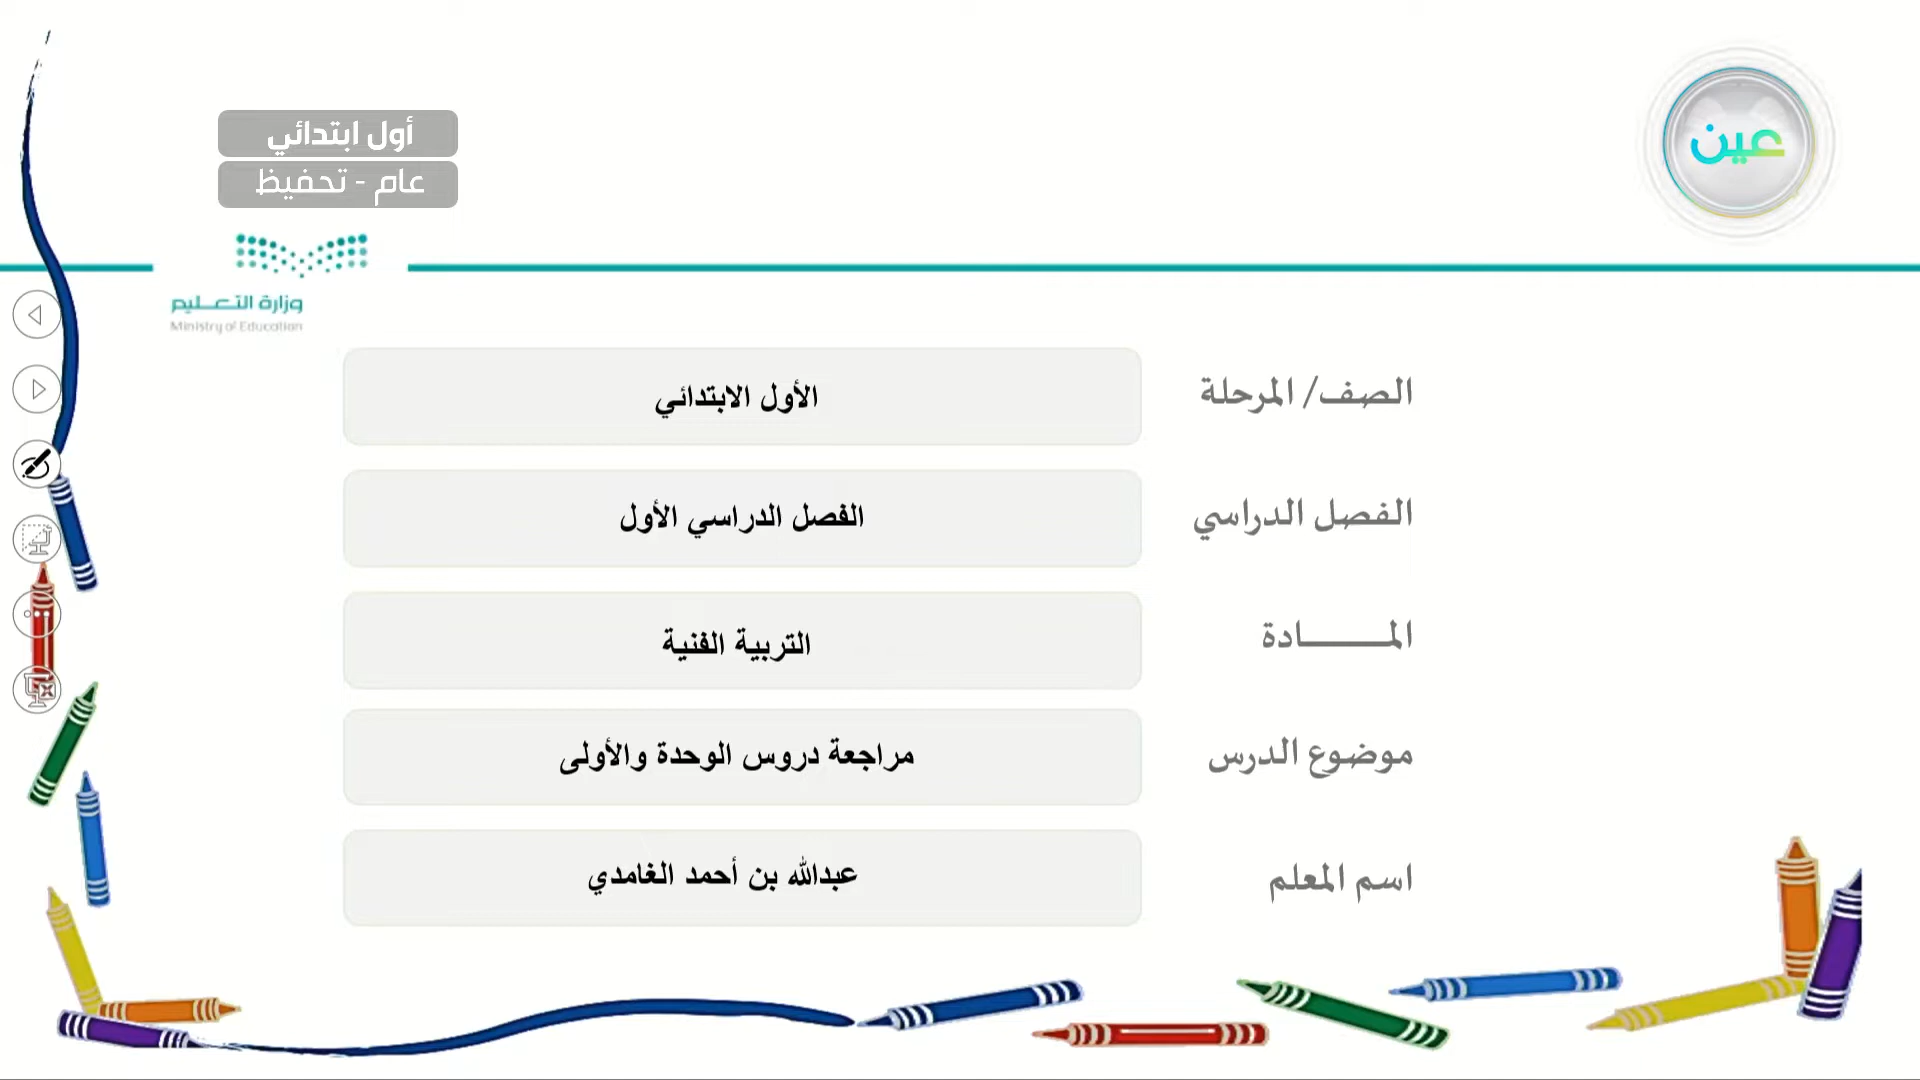 عين
أول ابتدائي
عام - تحفيظ
وزارة التعليم
Ministry of Education
الصف/ المرحلة
الأول الابتدائي
الفصل الدراسي
الفصل الدراسي الأول
المـــــــادة
التربية الفنية
موضوع الدرس
مراجعة دروس الوحدة والأولى
اسم المعلم
عبدالله بن أحمد الغامدي